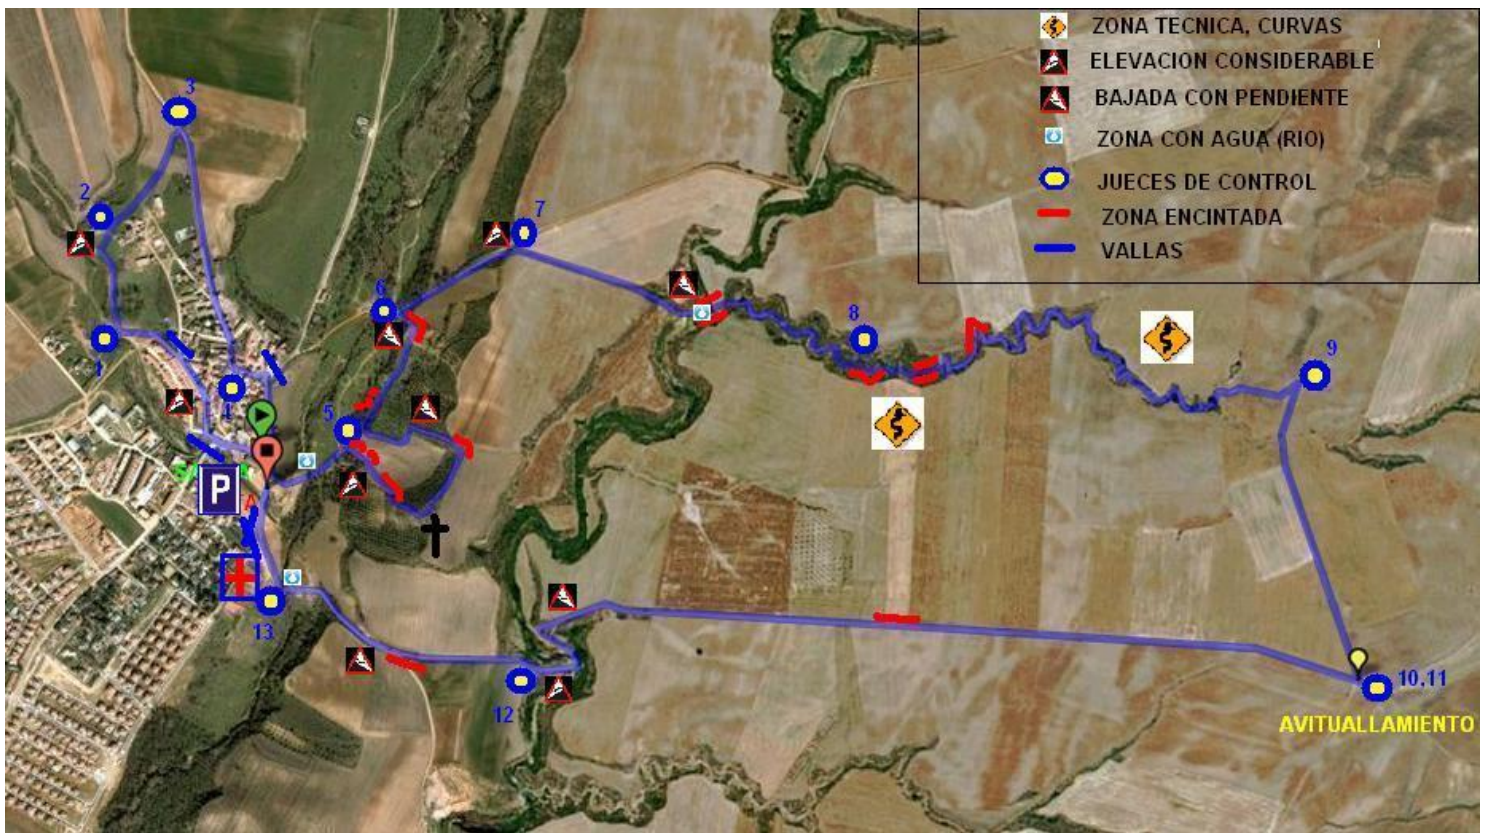 ZONA TECNICA, CURVAS
ELEVACION CONSIDERABLE
BAJADA CON PENDIENTE
ZONA CON AGUA (RIO)
JUECES DE CONTROL
ZONA ENCINTADA
VALLAS
3
2
7
6
8
1
9
4
5
P
A
13
12
10.11
AVITUALLAMIENTO